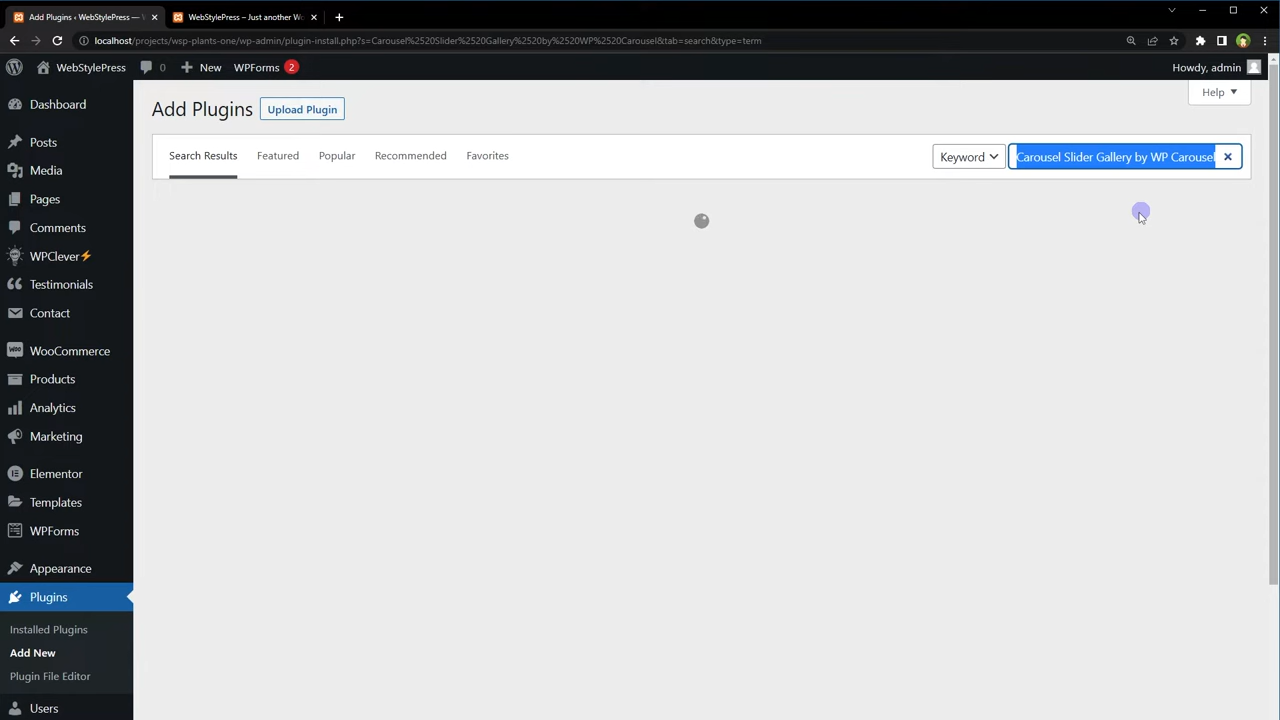 Add Plugins ‹ WebStylePress —
WebStylePress – Just another Wo
localhost/projects/wsp-plants-one/wp-admin/plugin-install.php?s=Carousel%2520Slider%2520Gallery%2520by%2520WP%2520Carousel&tab=search&type=term
WebStylePress
0
New
WPForms
2
Howdy, admin
Dashboard
Posts
Media
Pages
Comments
WPClever⚡
Testimonials
Contact
WooCommerce
Products
Analytics
Marketing
Elementor
Templates
WPForms
Appearance
Plugins
Installed Plugins
Add New
Plugin File Editor
Users
Help
Add Plugins
Upload Plugin
Search Results
Featured
Popular
Recommended
Favorites
Keyword
Carousel Slider Gallery by WP Carousel